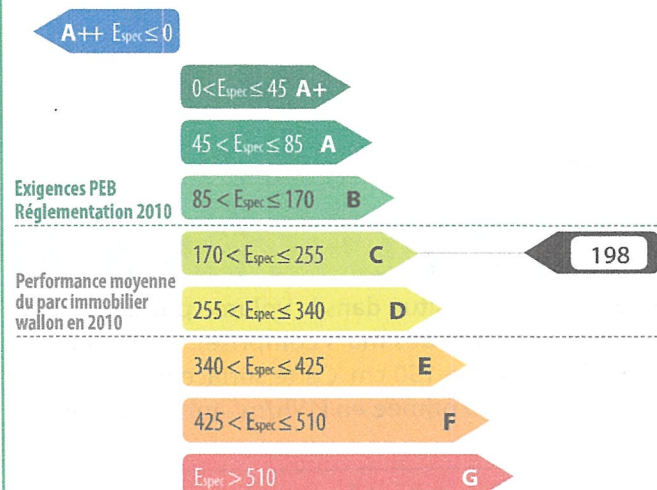 A++ Espec ≤ 0
0 < Espec ≤ 45 A+
45 < Espec ≤ 85 A
Exigences PEB
Réglementation 2010
85 < Espec ≤ 170 B
170 < Espec ≤ 255 C
198
Performance moyenne
du parc immobilier
wallon en 2010
255 < Espec ≤ 340 D
340 < Espec ≤ 425 E
425 < Espec ≤ 510 F
Espec > 510 G